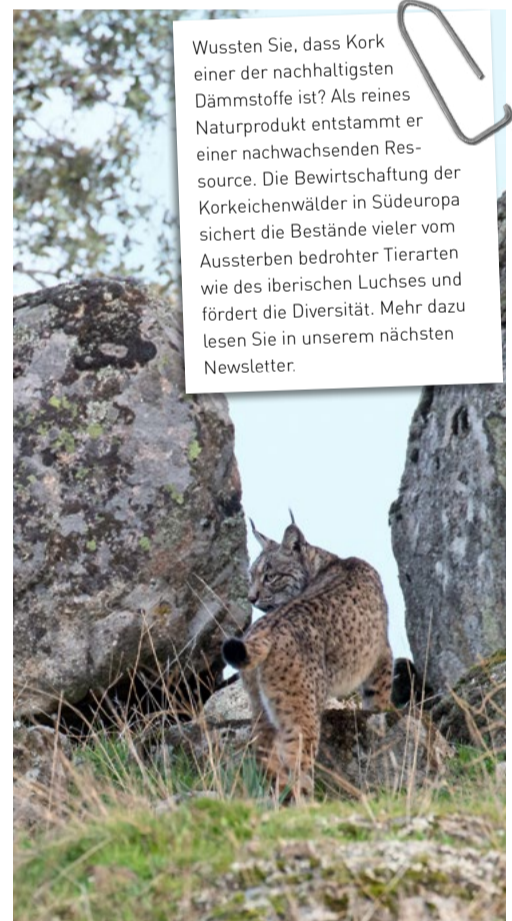 Wussten Sie, dass Kork
einer der nachhaltigsten
Dämmstoffe ist? Als reines
Naturprodukt entstammt er
einer nachwachsenden Res-
source. Die Bewirtschaftung der
Korkeichenwälder in Südeuropa
sichert die Bestände vieler vom
Aussterben bedrohter Tierarten
wie des iberischen Luchses und
fördert die Diversität. Mehr dazu
lesen Sie in unserem nächsten
Newsletter.